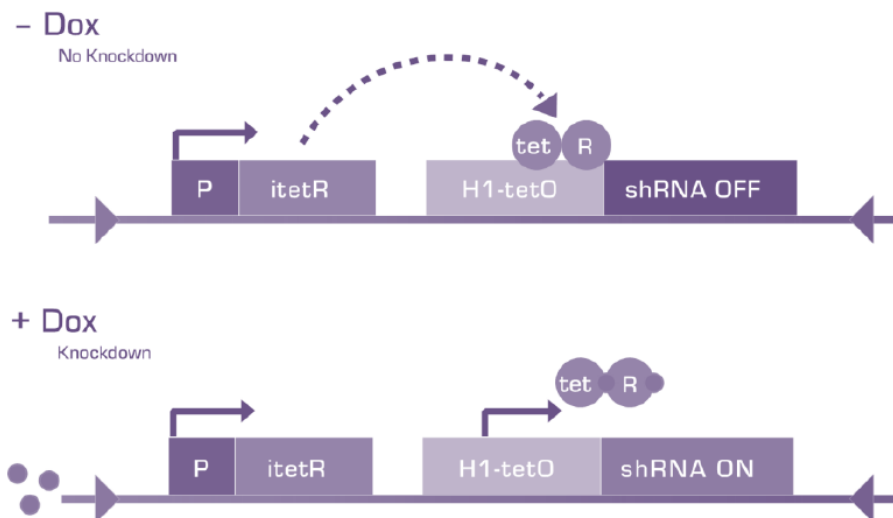 - Dox
No Knockdown
tet R
P itetR H1-tetO shRNA OFF
+ Dox
Knockdown
tet R
P itetR H1-tetO shRNA ON